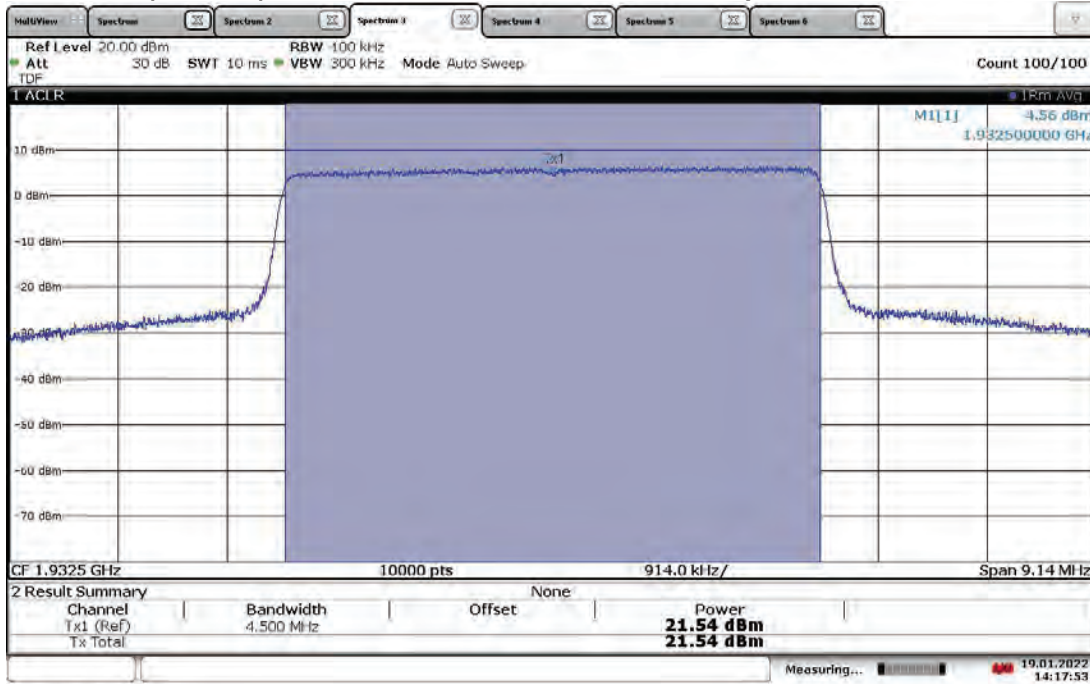 MultiView Spectrum Spectrum 2 Spectrum 3 Spectrum 4 Spectrum 5 Spectrum 6
Ref Level 20.00 dBm RBW 100 kHz
Att 30 dB SWT 10 ms VBW 300 kHz Mode Auto Sweep Count 100/100
TDF
1 ACLR 1Rm Avg
M1[1] 4.56 dBm
1.932500000 GHz
10 dBm
Tx1
0 dBm
-10 dBm
-20 dBm
-30 dBm
-40 dBm
-50 dBm
-60 dBm
-70 dBm
CF 1.9325 GHz 10000 pts 914.0 kHz/ Span 9.14 MHz
2 Result Summary None
Channel Bandwidth Offset Power
Tx1 (Ref) 4.500 MHz 21.54 dBm
Tx Total 21.54 dBm
Measuring... 19.01.2022
14:17:53